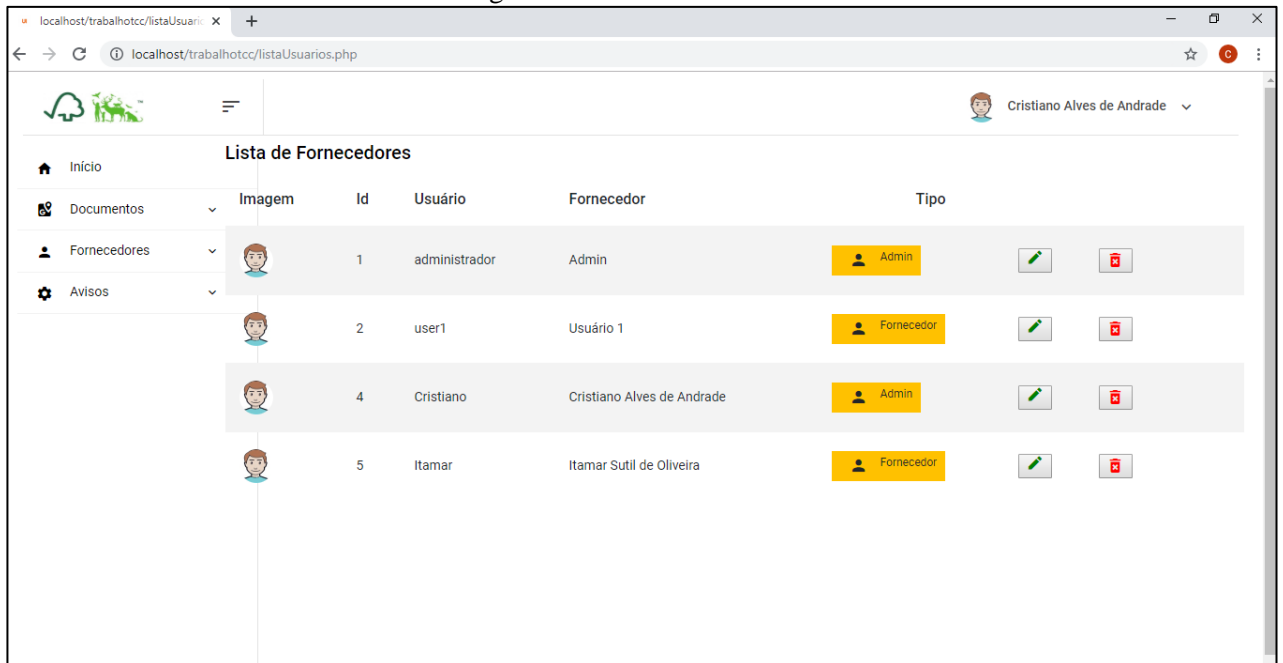 localhost/trabalhotcc/listaUsuario
localhost/trabalhotcc/listaUsuarios.php
C
Cristiano Alves de Andrade
Início
Documentos
Fornecedores
Avisos
Lista de Fornecedores
Imagem Id Usuário Fornecedor Tipo
1 administrador Admin Admin
2 user1 Usuário 1 Fornecedor
4 Cristiano Cristiano Alves de Andrade Admin
5 Itamar Itamar Sutil de Oliveira Fornecedor